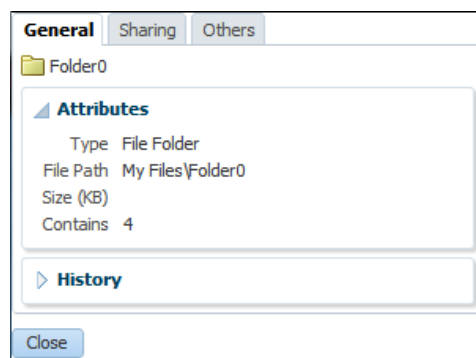 General Sharing Others
Folder0
Attributes
Type File Folder
File Path My Files\Folder0
Size (KB)
Contains 4
History
Close